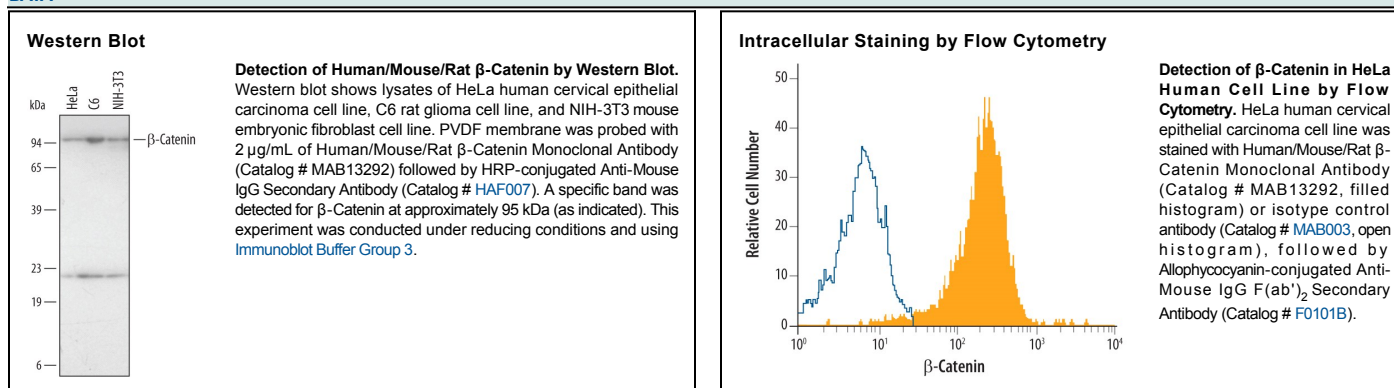 Western Blot
kDa
HeLa
C6
NIH-3T3
94
65
39
23
19
6
β-Catenin
Detection of Human/Mouse/Rat β-Catenin by Western Blot.
Western blot shows lysates of HeLa human cervical epithelial
carcinoma cell line, C6 rat glioma cell line, and NIH-3T3 mouse
embryonic fibroblast cell line. PVDF membrane was probed with
2 µg/mL of Human/Mouse/Rat β-Catenin Monoclonal Antibody
(Catalog # MAB13292) followed by HRP-conjugated Anti-Mouse
IgG Secondary Antibody (Catalog # HAF007). A specific band was
detected for β-Catenin at approximately 95 kDa (as indicated). This
experiment was conducted under reducing conditions and using
Immunoblot Buffer Group 3.
Intracellular Staining by Flow Cytometry
Relative Cell Number
50
40
30
20
10
0
10⁰
10¹
10²
10³
10⁴
β-Catenin
Detection of β-Catenin in HeLa
Human Cell Line by Flow
Cytometry. HeLa human cervical
epithelial carcinoma cell line was
stained with Human/Mouse/Rat β-
Catenin Monoclonal Antibody
(Catalog # MAB13292, filled
histogram) or isotype control
antibody (Catalog # MAB003, open
histogram), followed by
Allophycocyanin-conjugated Anti-
Mouse IgG F(ab')₂ Secondary
Antibody (Catalog # F0101B).